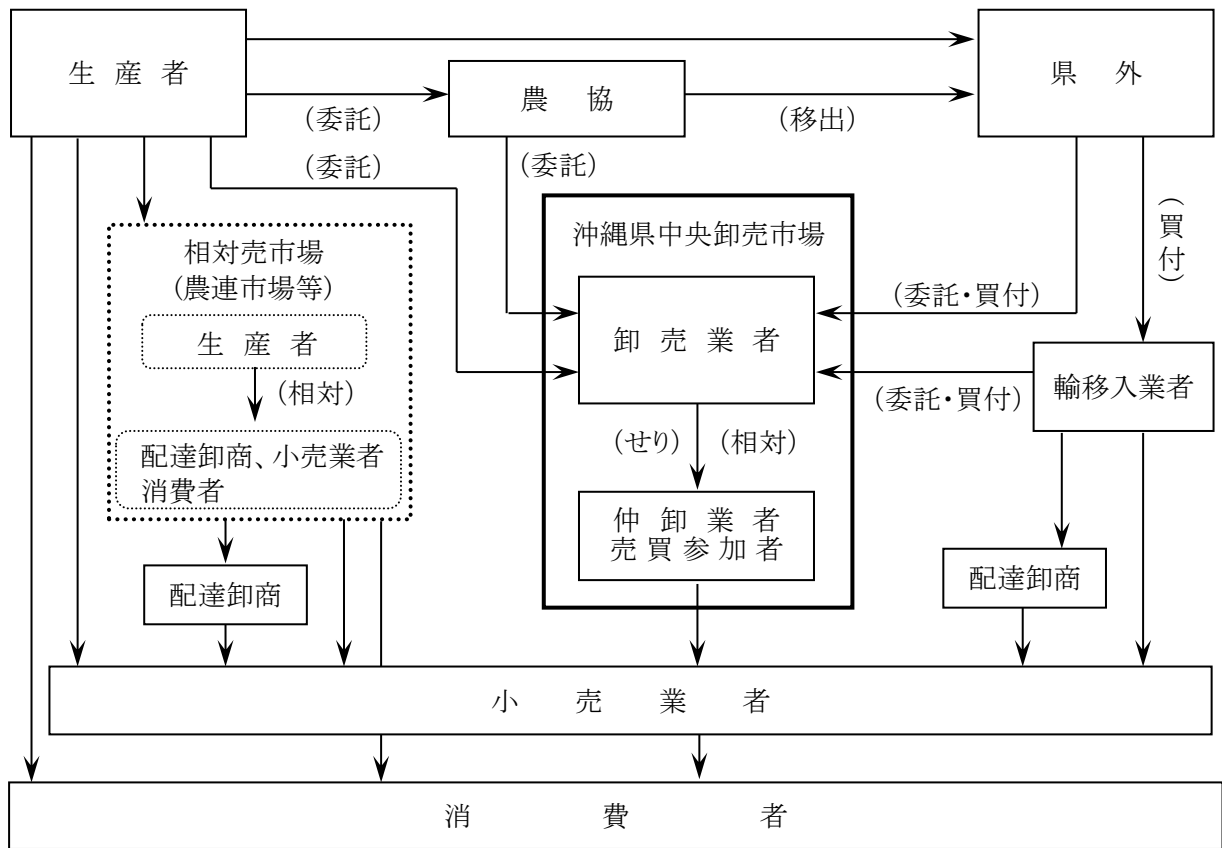 生産者
農協
県外
(委託)
(移出)
(委託)
(委託)
(買付)
相対売市場
(農連市場等)
生産者
(相対)
配達卸商、小売業者
消費者
沖縄県中央卸売市場
卸売業者
(委託・買付)
(委託・買付)
輸移入業者
(せり)
(相対)
仲卸業者
売買参加者
配達卸商
配達卸商
小売業者
消費者